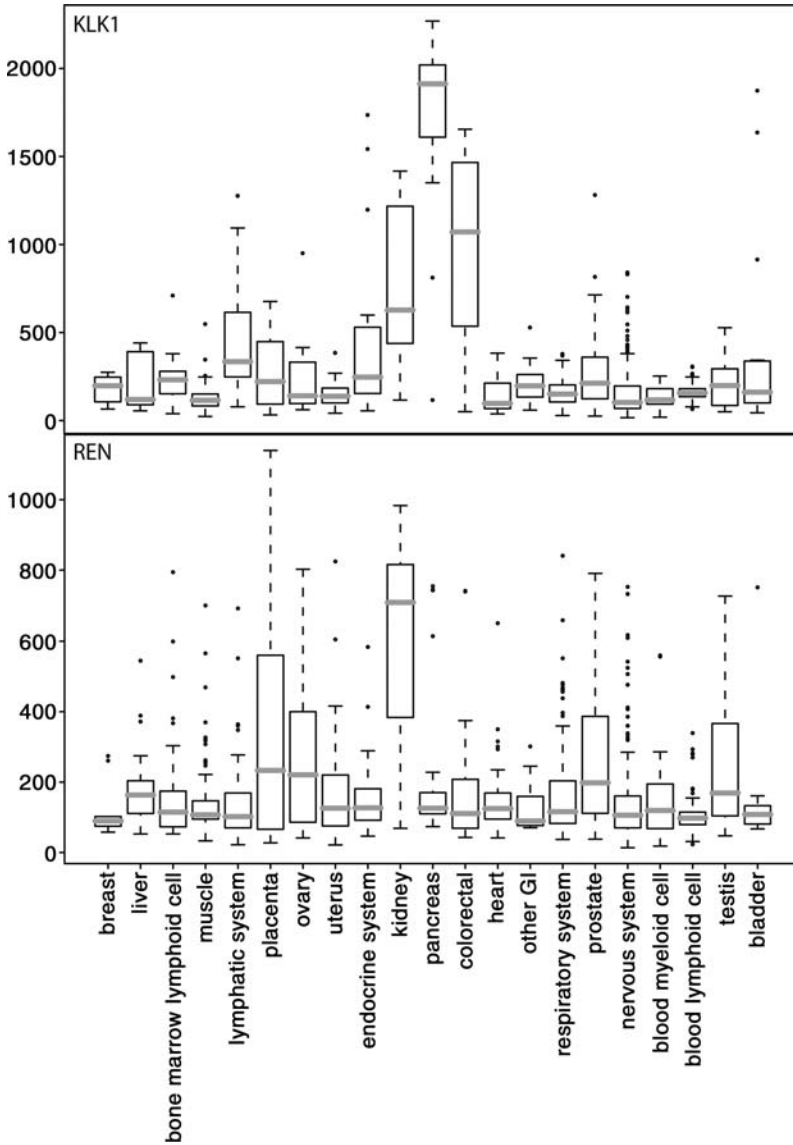 KLK1
2000
1500
1000
500
0
REN
1000
800
600
400
200
0
breast
liver
bone marrow lymphoid cell
muscle
lymphatic system
placenta
ovary
uterus
endocrine system
kidney
pancreas
colorectal
heart
other GI
respiratory system
prostate
nervous system
blood myeloid cell
blood lymphoid cell
testis
bladder